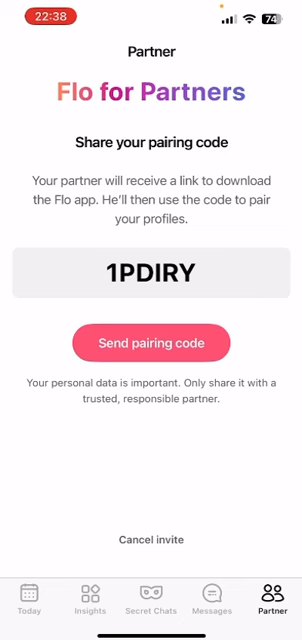 22:38
74
Partner
Flo for Partners
Share your pairing code
Your partner will receive a link to download
the Flo app. He'll then use the code to pair
your profiles.
1PDIRY
Send pairing code
Your personal data is important. Only share it with a
trusted, responsible partner.
Cancel invite
Today
Insights
Secret Chats
Messages
Partner